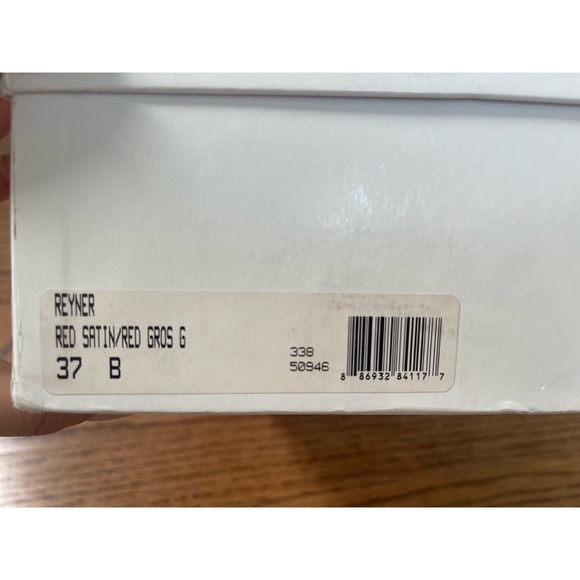 REYNER
RED SATIN/RED GROS G
37 B
338
50946
8 86932 84117 7